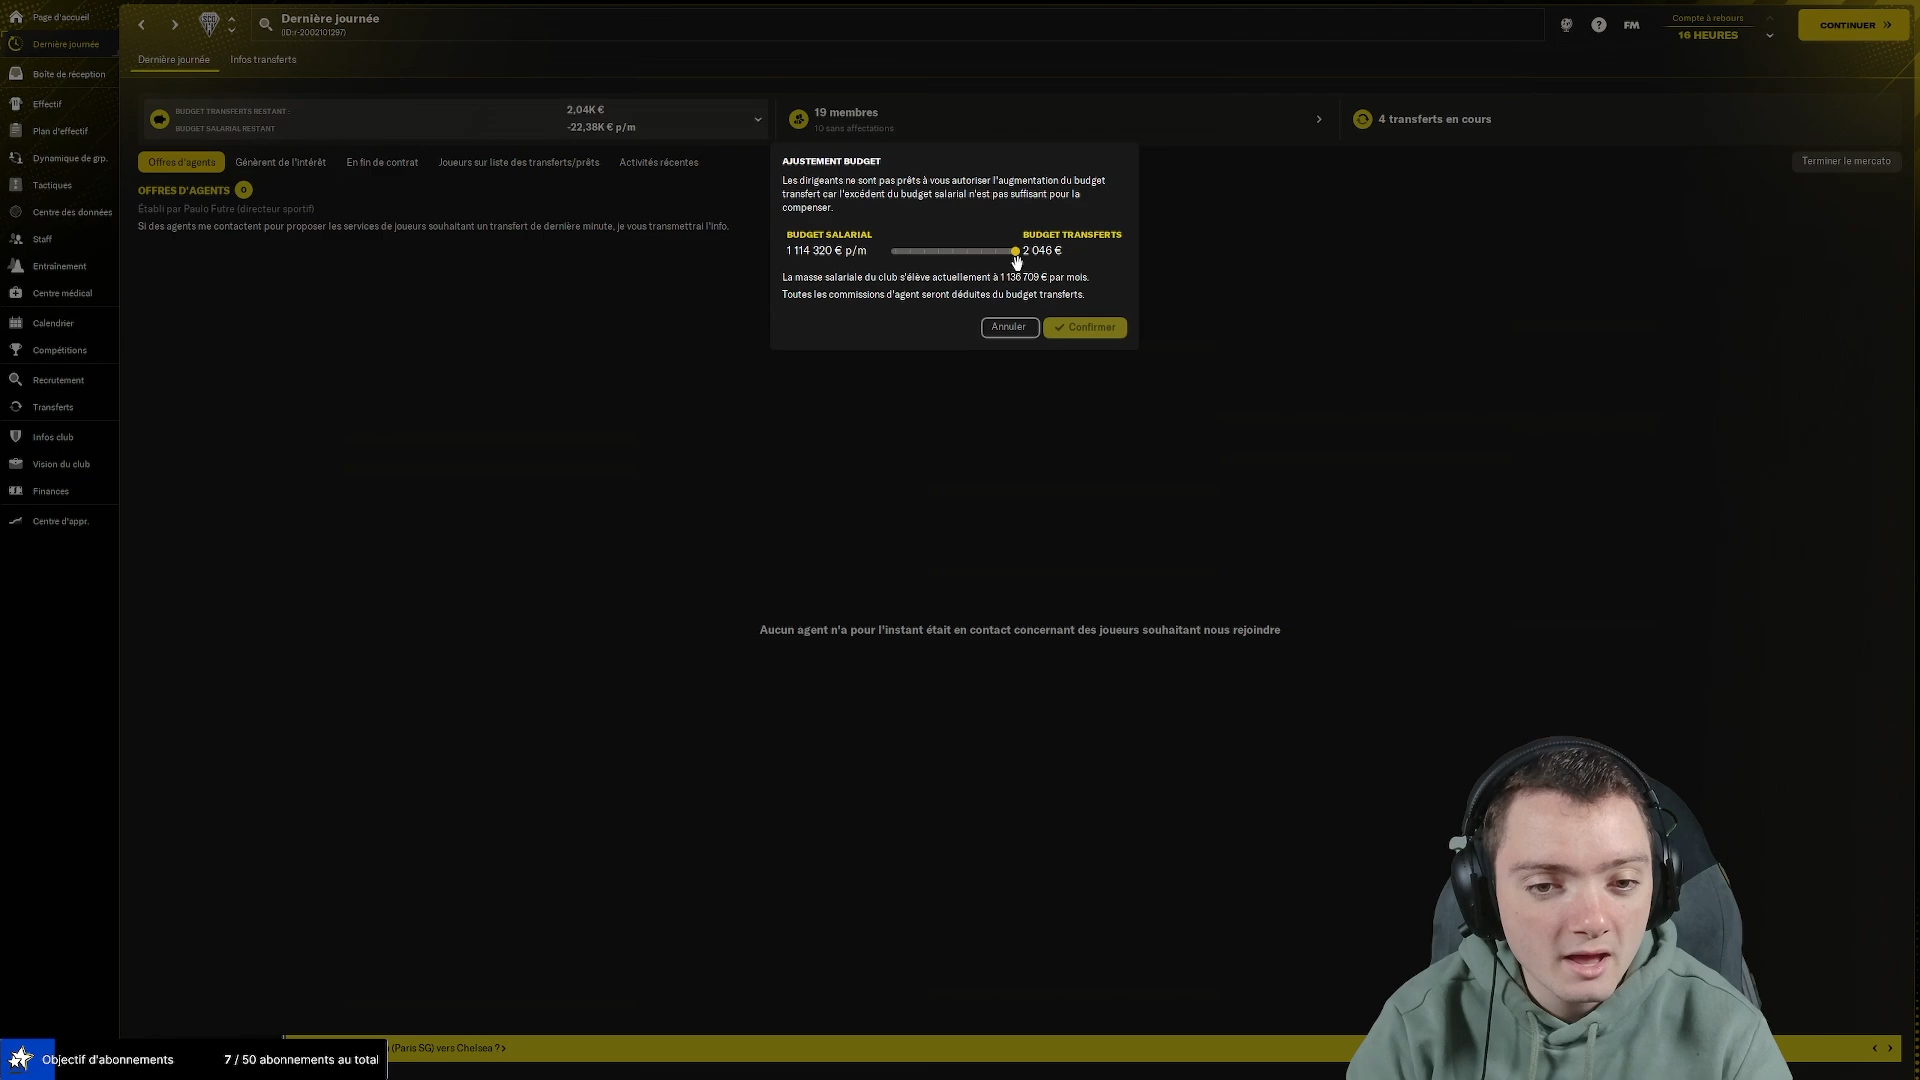 Page d'accueil
Dernière journée
Boîte de réception
Effectif
Plan d'effectif
Dynamique de grp.
Tactiques
Centre des données
Staff
Entraînement
Centre médical
Calendrier
Compétitions
Recrutement
Transferts
Infos club
Vision du club
Finances
Centre d'appr.
Dernière journée
(ID:r-2002101297)
FM
Compte à rebours
16 HEURES
CONTINUER
Dernière journée
Infos transferts
BUDGET TRANSFERTS RESTANT :
2,04K €
BUDGET SALARIAL RESTANT
-22,38K € p/m
19 membres
10 sans affectations
4 transferts en cours
Offres d'agents
Génèrent de l'intérêt
En fin de contrat
Joueurs sur liste des transferts/prêts
Activités récentes
Terminer le mercato
OFFRES D'AGENTS 0
Établi par Paulo Futre (directeur sportif)
Si des agents me contactent pour proposer les services de joueurs souhaitant un transfert de dernière minute, je vous transmettrai l'info.
AJUSTEMENT BUDGET
Les dirigeants ne sont pas prêts à vous autoriser l'augmentation du budget
transfert car l'excédent du budget salarial n'est pas suffisant pour la
compenser.
BUDGET SALARIAL
BUDGET TRANSFERTS
1 114 320 € p/m
2 046 €
La masse salariale du club s'élève actuellement à 1 136 709 € par mois.
Toutes les commissions d'agent seront déduites du budget transferts.
Annuler
Confirmer
Aucun agent n'a pour l'instant était en contact concernant des joueurs souhaitant nous rejoindre
(Paris SG) vers Chelsea ?
Objectif d'abonnements
7 / 50 abonnements au total